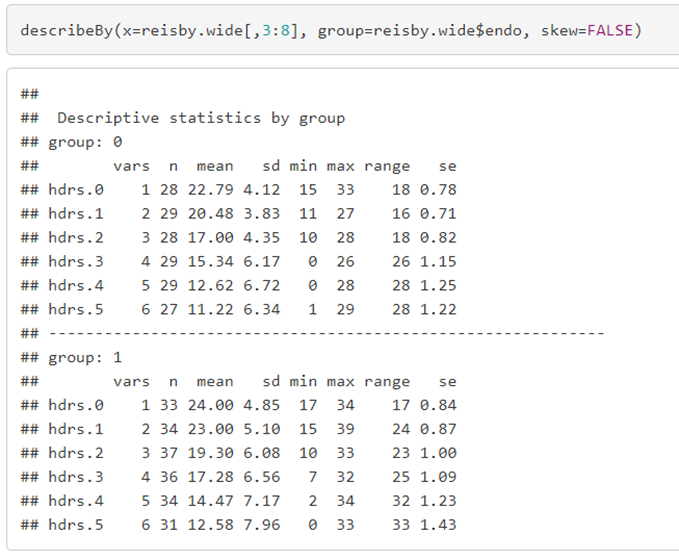 describeBy(x=reisby.wide[,3:8], group=reisby.wide$endo, skew=FALSE)
##
##  Descriptive statistics by group
## group: 0
##        vars  n  mean   sd min max range   se
## hdrs.0    1 28 22.79 4.12  15  33    18 0.78
## hdrs.1    2 29 20.48 3.83  11  27    16 0.71
## hdrs.2    3 28 17.00 4.35  10  28    18 0.82
## hdrs.3    4 29 15.34 6.17   0  26    26 1.15
## hdrs.4    5 29 12.62 6.72   0  28    28 1.25
## hdrs.5    6 27 11.22 6.34   1  29    28 1.22
## --------------------------------------------------------
## group: 1
##        vars  n  mean   sd min max range   se
## hdrs.0    1 33 24.00 4.85  17  34    17 0.84
## hdrs.1    2 34 23.00 5.10  15  39    24 0.87
## hdrs.2    3 37 19.30 6.08  10  33    23 1.00
## hdrs.3    4 36 17.28 6.56   7  32    25 1.09
## hdrs.4    5 34 14.47 7.17   2  34    32 1.23
## hdrs.5    6 31 12.58 7.96   0  33    33 1.43